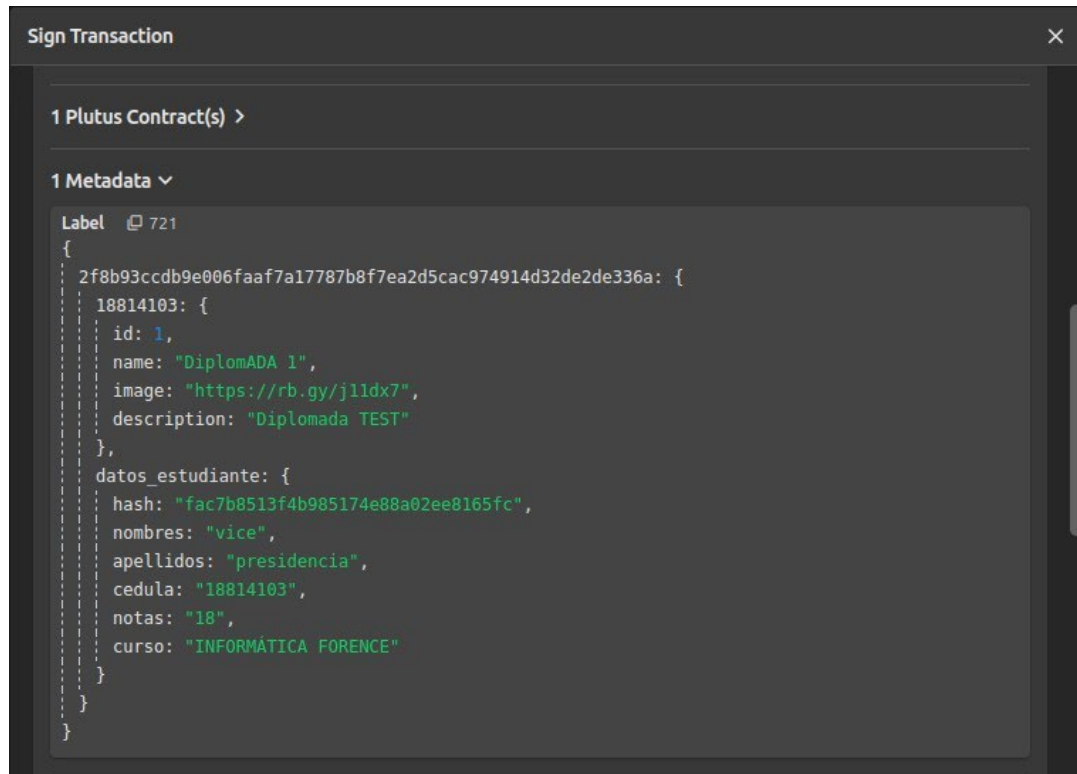 Sign Transaction
1 Plutus Contract(s)
1 Metadata
Label 721
{
2f8b93ccdb9e006faaf7a17787b8f7ea2d5cac974914d32de2de336a: {
18814103: {
id: 1,
name: "DiplomADA 1",
image: "https://rb.gy/j11dx7",
description: "Diplomada TEST"
},
datos_estudiante: {
hash: "fac7b8513f4b985174e88a02ee8165fc",
nombres: "vice",
apellidos: "presidencia",
cedula: "18814103",
notas: "18",
curso: "INFORMÁTICA FORENCE"
}
}
}